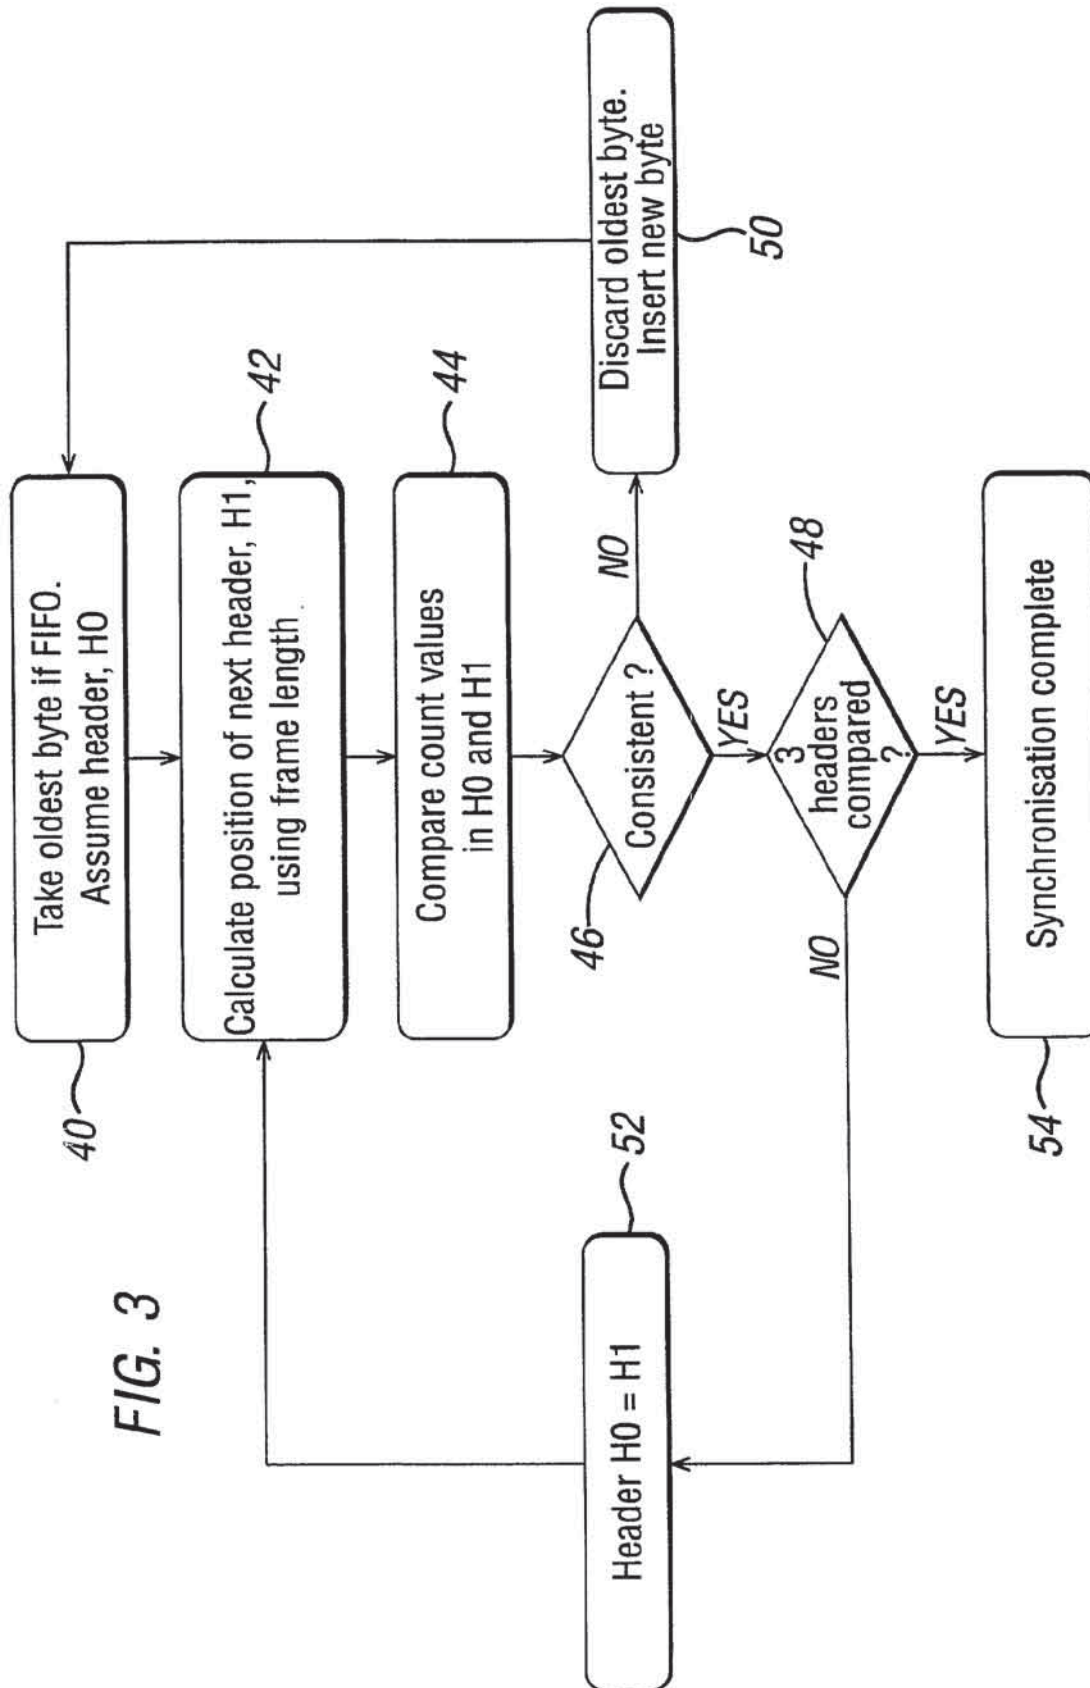 FIG. 3
40
Take oldest byte if FIFO.
Assume header, H0
42
Calculate position of next header, H1,
using frame length
44
Compare count values
in H0 and H1
46
Consistent ?
NO
YES
Discard oldest byte.
Insert new byte
50
48
3
headers
compared
?
NO
YES
Header H0 = H1
52
Synchronisation complete
54